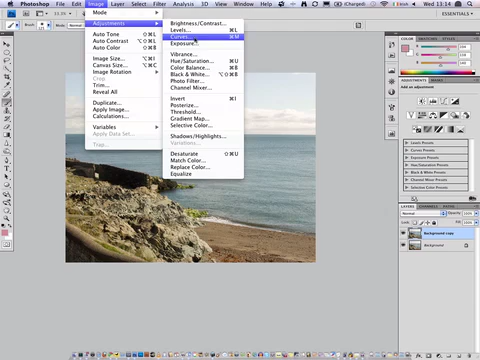 Image Layer Select Filter Analysis 3D View Window Help
(Charged)
Wed 13:14
ESSENTIALS
Mode
Adjustments
Auto Tone ⇧⌘L
Auto Contrast ⌥⇧⌘L
Auto Color ⇧⌘B
Image Size... ⌥⌘I
Canvas Size... ⌥⌘C
Image Rotation
Crop
Trim...
Reveal All
Duplicate...
Apply Image...
Calculations...
Variables
Apply Data Set...
Trap...
Brightness/Contrast...
Levels... ⌘L
Curves... ⌘M
Exposure...
Vibrance...
Hue/Saturation... ⌘U
Color Balance... ⌘B
Black & White... ⌥⇧⌘B
Photo Filter...
Channel Mixer...
Invert ⌘I
Posterize...
Threshold...
Gradient Map...
Selective Color...
Shadows/Highlights...
Variations...
Desaturate ⇧⌘U
Match Color...
Replace Color...
Equalize
COLOR SWATCHES STYLES
ADJUSTMENTS MASKS
Add an adjustment
Levels Presets
Curves Presets
Exposure Presets
Hue/Saturation Presets
Black & White Presets
Channel Mixer Presets
Selective Color Presets
LAYERS CHANNELS PATHS
Normal Opacity: 100%
Lock: Fill: 100%
Background copy
Background